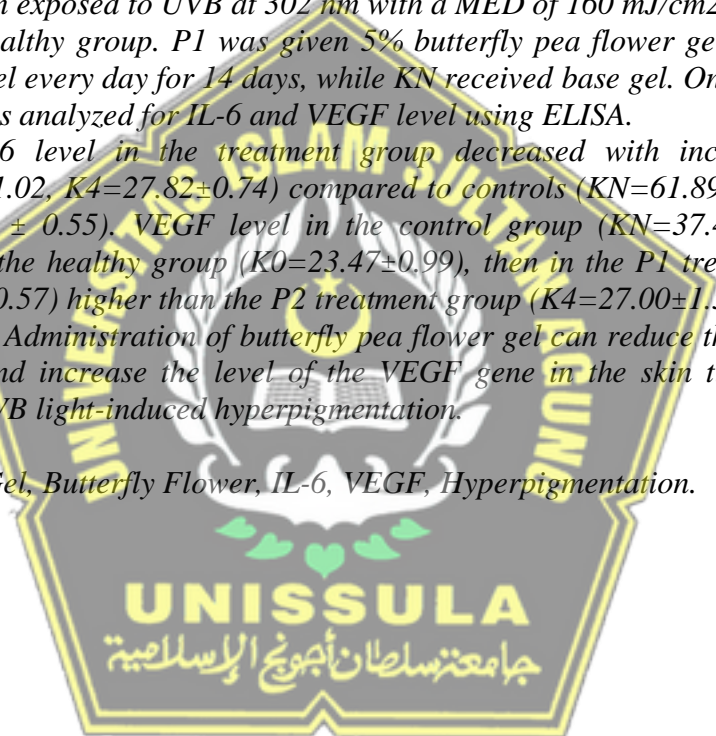 n exposed to UVB at 302 nm with a MED of 160 mJ/cm2
ealthy group. P1 was given 5% butterfly pea flower ge
el every day for 14 days, while KN received base gel. On
s analyzed for IL-6 and VEGF level using ELISA.
6 level in the treatment group decreased with inc
1.02, K4=27.82±0.74) compared to controls (KN=61.89
± 0.55). VEGF level in the control group (KN=37.4
the healthy group (K0=23.47±0.99), then in the P1 tre
0.57) higher than the P2 treatment group (K4=27.00±1.
Administration of butterfly pea flower gel can reduce th
nd increase the level of the VEGF gene in the skin t
VB light-induced hyperpigmentation.
Gel, Butterfly Flower, IL-6, VEGF, Hyperpigmentation.
UNIVERSITAS ISLAM SULTAN AGUNG
UNISSULA
جامعة سلطان أجونج الإسلامية